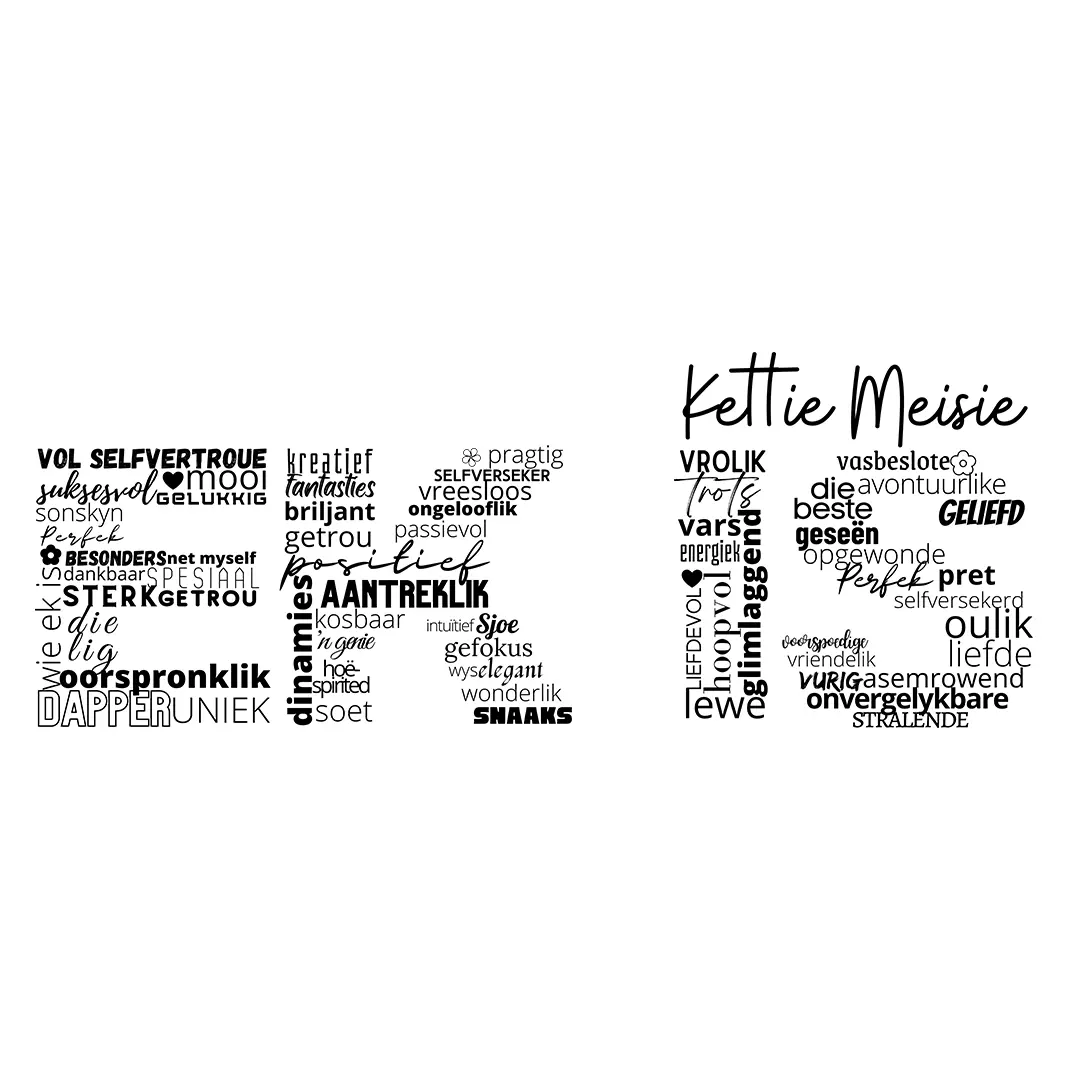 Kettie Meisie
VOL SELFVERTROUE
suksesvol mooi
GELUKKIG
sonskyn
Perfek
BESONDERS net myself
dankbaar SPESIAAL
STERK GETROU
wie ek is
die
lig
oorspronklik
DAPPER UNIEK
kreatief
fantasties
briljant
getrou
positief
dinamies
AANTREKLIK
kosbaar
'n genie
hoë-
spirited
soet
pragtig
SELFVERSEKER
vreesloos
ongelooflik
passievol
intuïtief Sjoe
gefokus
wys elegant
wonderlik
SNAAKS
VROLIK
trots
vars
energiek
LIEFDEVOL
hoopvol
glimlaggend
lewe
vasbeslote
die avontuurlike
beste
GELIEFD
geseën
opgewonde
Perfek pret
selfversekerd
oulik
liefde
voorspoedige
vriendelik
VURIG asemrowend
onvergelykbare
STRALENDE